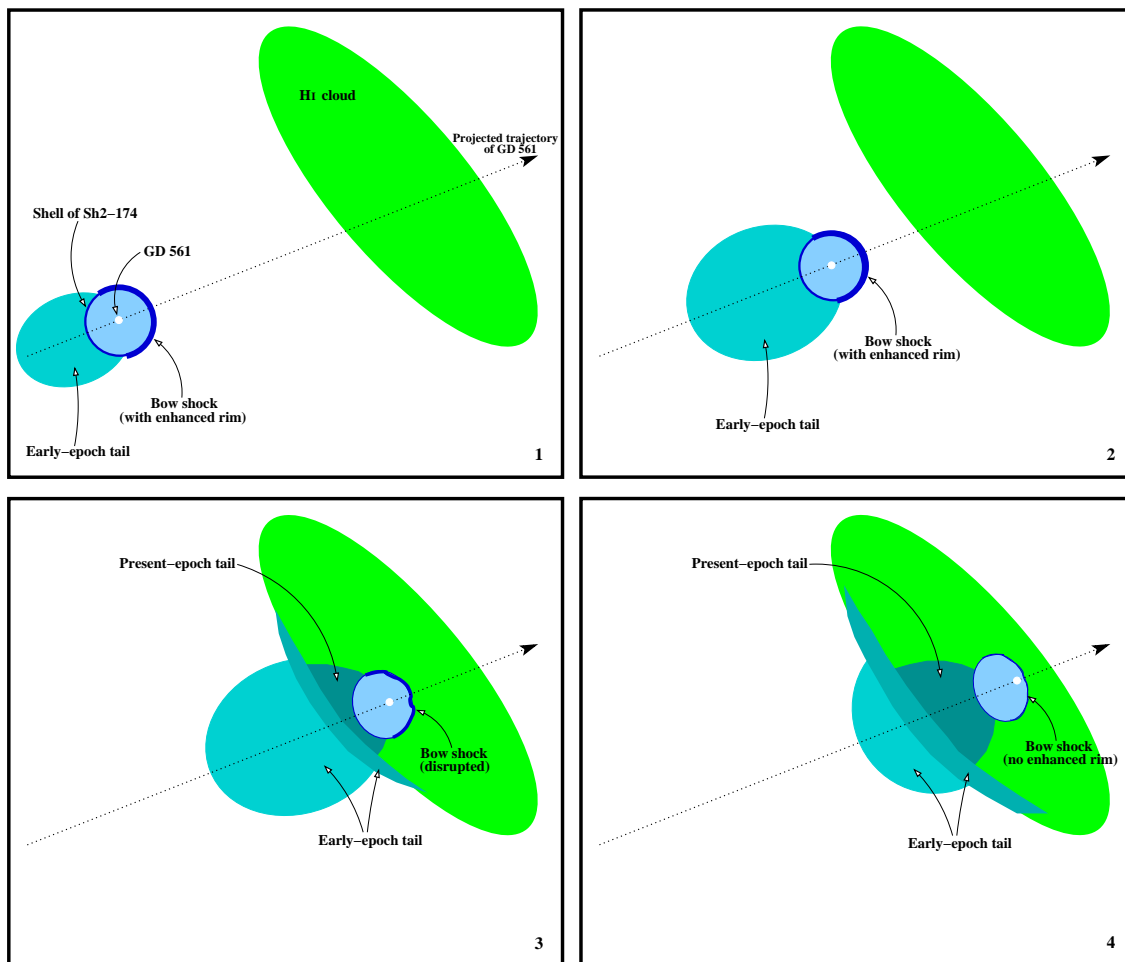 HI cloud
Projected trajectory
of GD 561
Shell of Sh2−174
GD 561
Bow shock
(with enhanced rim)
Early−epoch tail
1
Bow shock
(with enhanced rim)
Early−epoch tail
2
Present−epoch tail
Bow shock
(disrupted)
Early−epoch tail
3
Present−epoch tail
Bow shock
(no enhanced rim)
Early−epoch tail
4